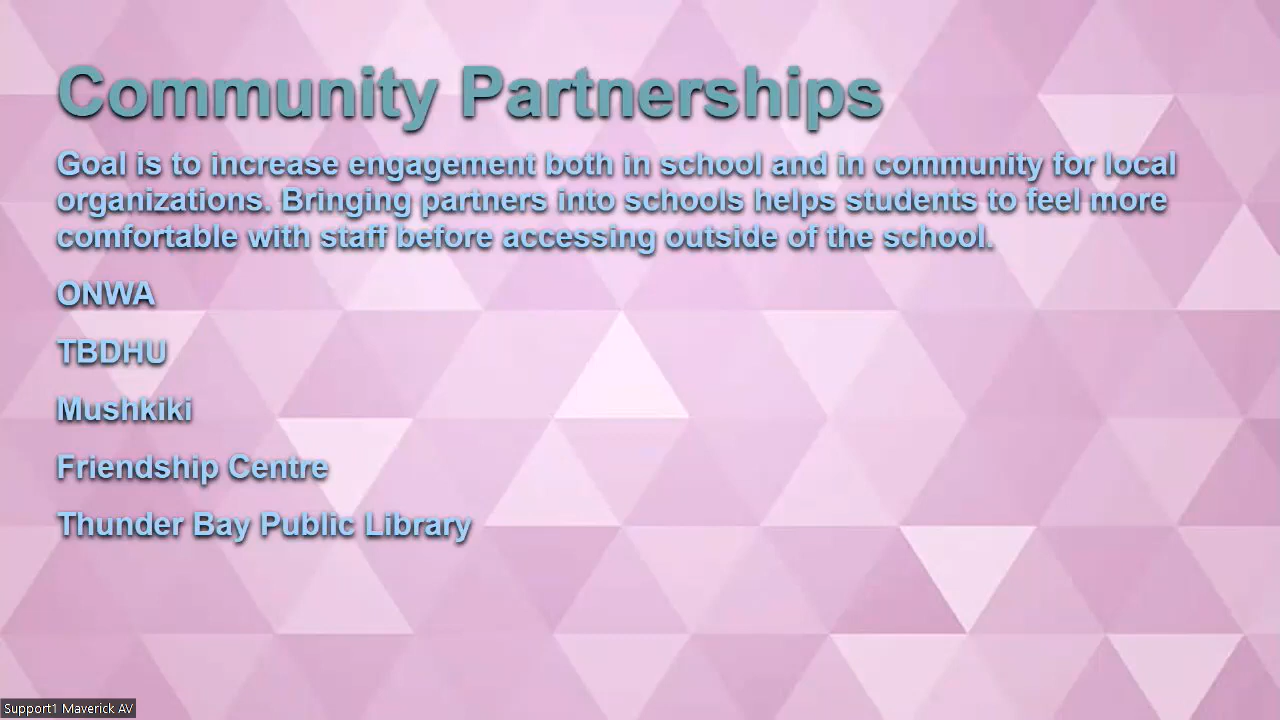 Community Partnerships
Goal is to increase engagement both in school and in community for local
organizations. Bringing partners into schools helps students to feel more
comfortable with staff before accessing outside of the school.
ONWA
TBDHU
Mushkiki
Friendship Centre
Thunder Bay Public Library
Support1 Maverick AV